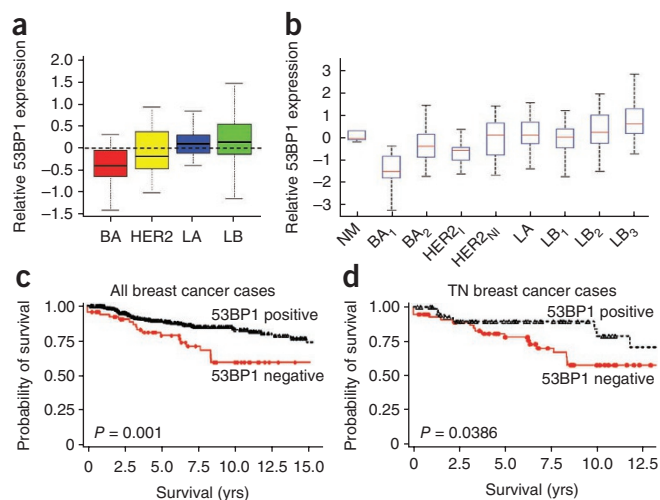 a
Relative 53BP1 expression
2.0
1.5
1.0
0.5
0
−0.5
−1.0
−1.5
BA HER2 LA LB
b
Relative 53BP1 expression
3
2
1
0
−1
−2
−3
NM BA1 BA2 HER2I HER2NI LA LB1 LB2 LB3
c
All breast cancer cases
Probability of survival
1.00
0.75
0.50
0.25
0
53BP1 positive
53BP1 negative
P = 0.001
0 2.5 5.0 7.5 10.0 12.5 15.0
Survival (yrs)
d
TN breast cancer cases
Probability of survival
1.00
0.75
0.50
0.25
0
53BP1 positive
53BP1 negative
P = 0.0386
0 2.5 5.0 7.5 10 12.5
Survival (yrs)